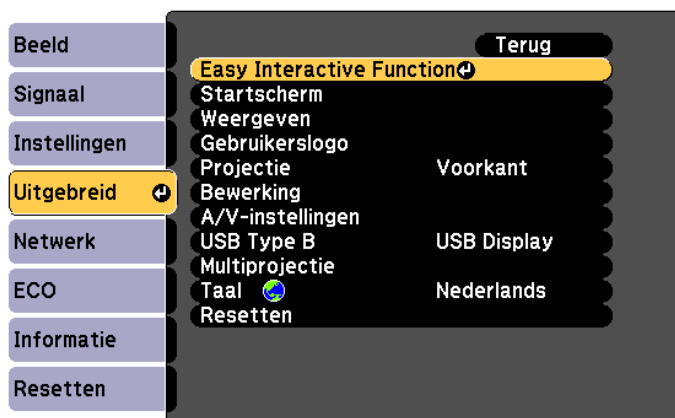 Beeld
Signaal
Instellingen
Uitgebreid
Netwerk
ECO
Informatie
Resetten
Terug
Easy Interactive Function
Startscherm
Weergeven
Gebruikerslogo
Projectie Voorkant
Bewerking
A/V-instellingen
USB Type B USB Display
Multiprojectie
Taal Nederlands
Resetten